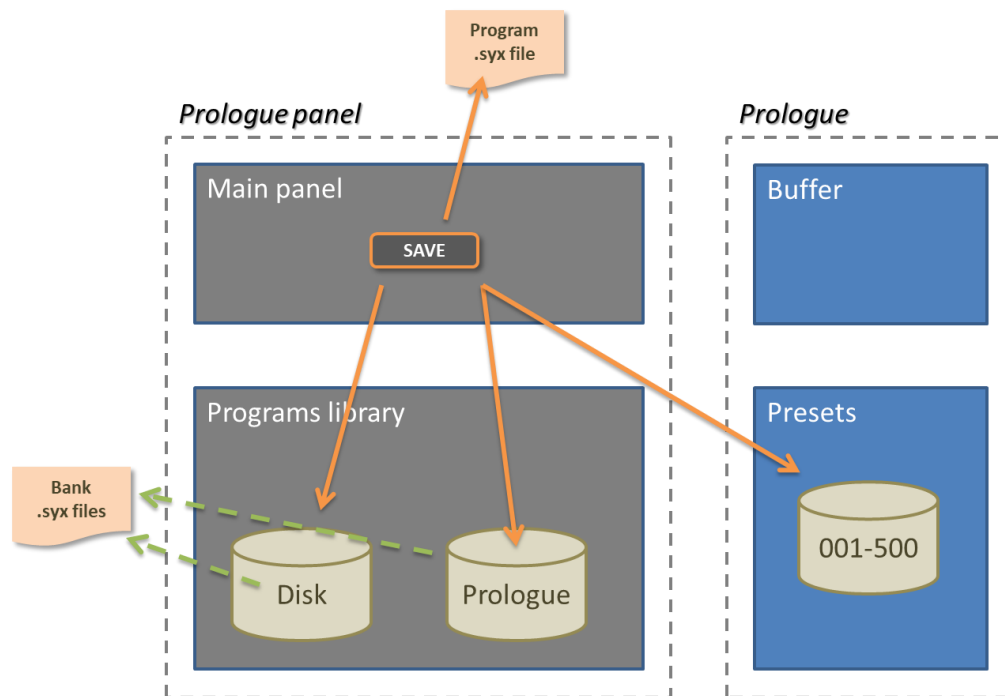 Program
.syx file
Prologue panel
Prologue
Main panel
Buffer
SAVE
Programs library
Presets
Bank
.syx files
001-500
Disk
Prologue